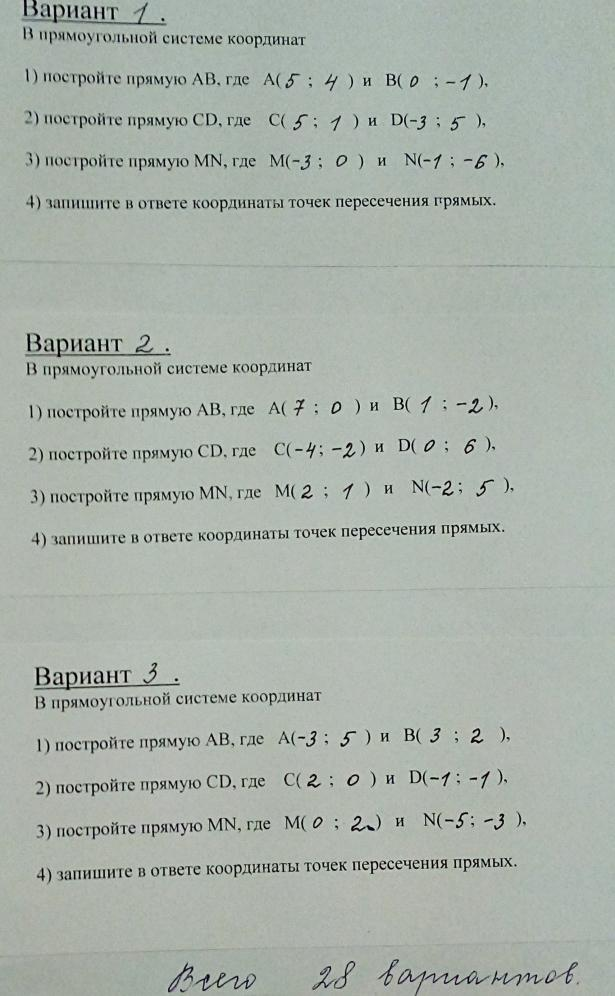 Вариант 1.
В прямоугольной системе координат
1) постройте прямую AB, где A(5 ; 4 ) и B( 0 ; -1 ),
2) постройте прямую CD, где C( 5 ; 1 ) и D(-3 ; 5 ),
3) постройте прямую MN, где M(-3 ; 0 ) и N(-1 ; -6 ),
4) запишите в ответе координаты точек пересечения прямых.
Вариант 2.
В прямоугольной системе координат
1) постройте прямую AB, где A( 7 ; 0 ) и B( 1 ; -2 ),
2) постройте прямую CD, где C(-4; -2 ) и D( 0 ; 6 ),
3) постройте прямую MN, где M( 2 ; 1 ) и N(-2; 5 ),
4) запишите в ответе координаты точек пересечения прямых.
Вариант 3.
В прямоугольной системе координат
1) постройте прямую AB, где A(-3 ; 5 ) и B( 3 ; 2 ),
2) постройте прямую CD, где C( 2 ; 0 ) и D(-1 ; -1 ),
3) постройте прямую MN, где M( 0 ; 2 ) и N(-5; -3 ),
4) запишите в ответе координаты точек пересечения прямых.
Всего 28 вариантов.